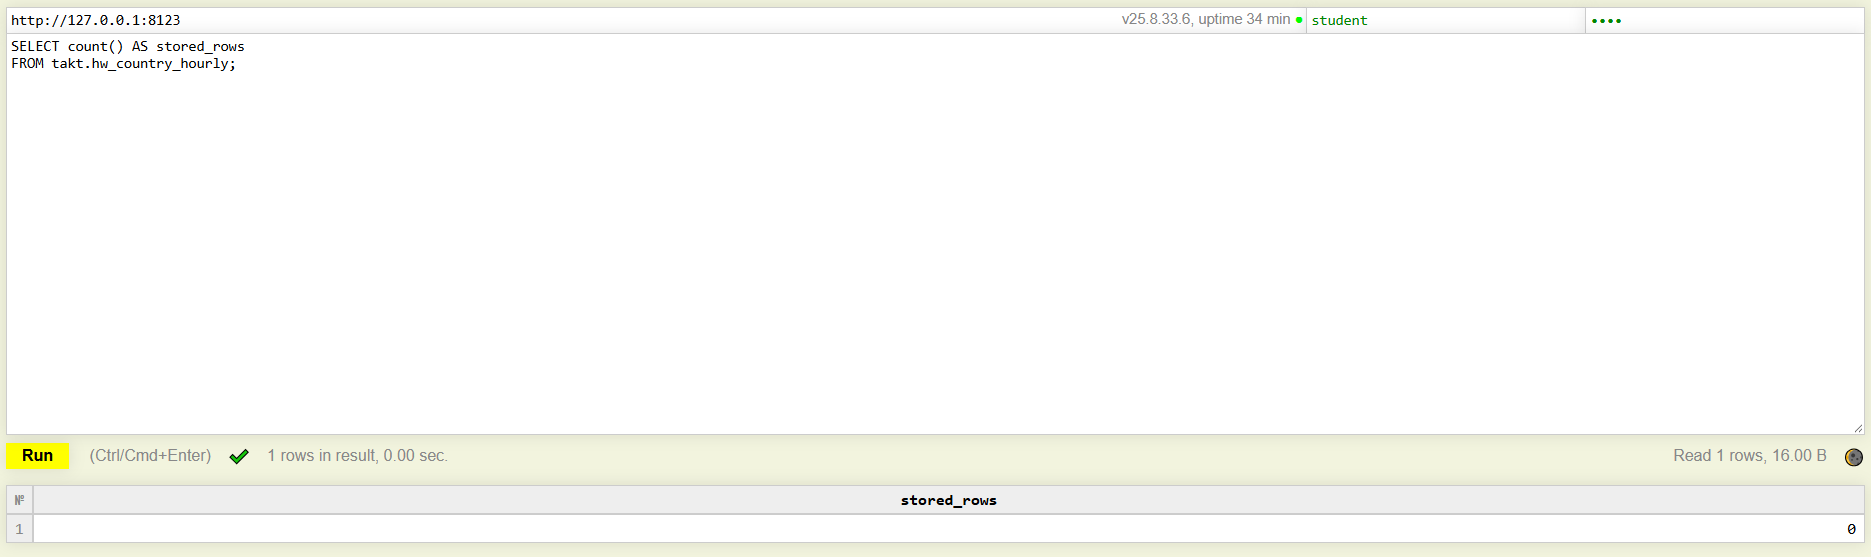 http://127.0.0.1:8123 v25.8.33.6, uptime 34 min student ••••
SELECT count() AS stored_rows
FROM takt.hw_country_hourly;
Run (Ctrl/Cmd+Enter) ✔ 1 rows in result, 0.00 sec. Read 1 rows, 16.00 B
№ stored_rows
1 0